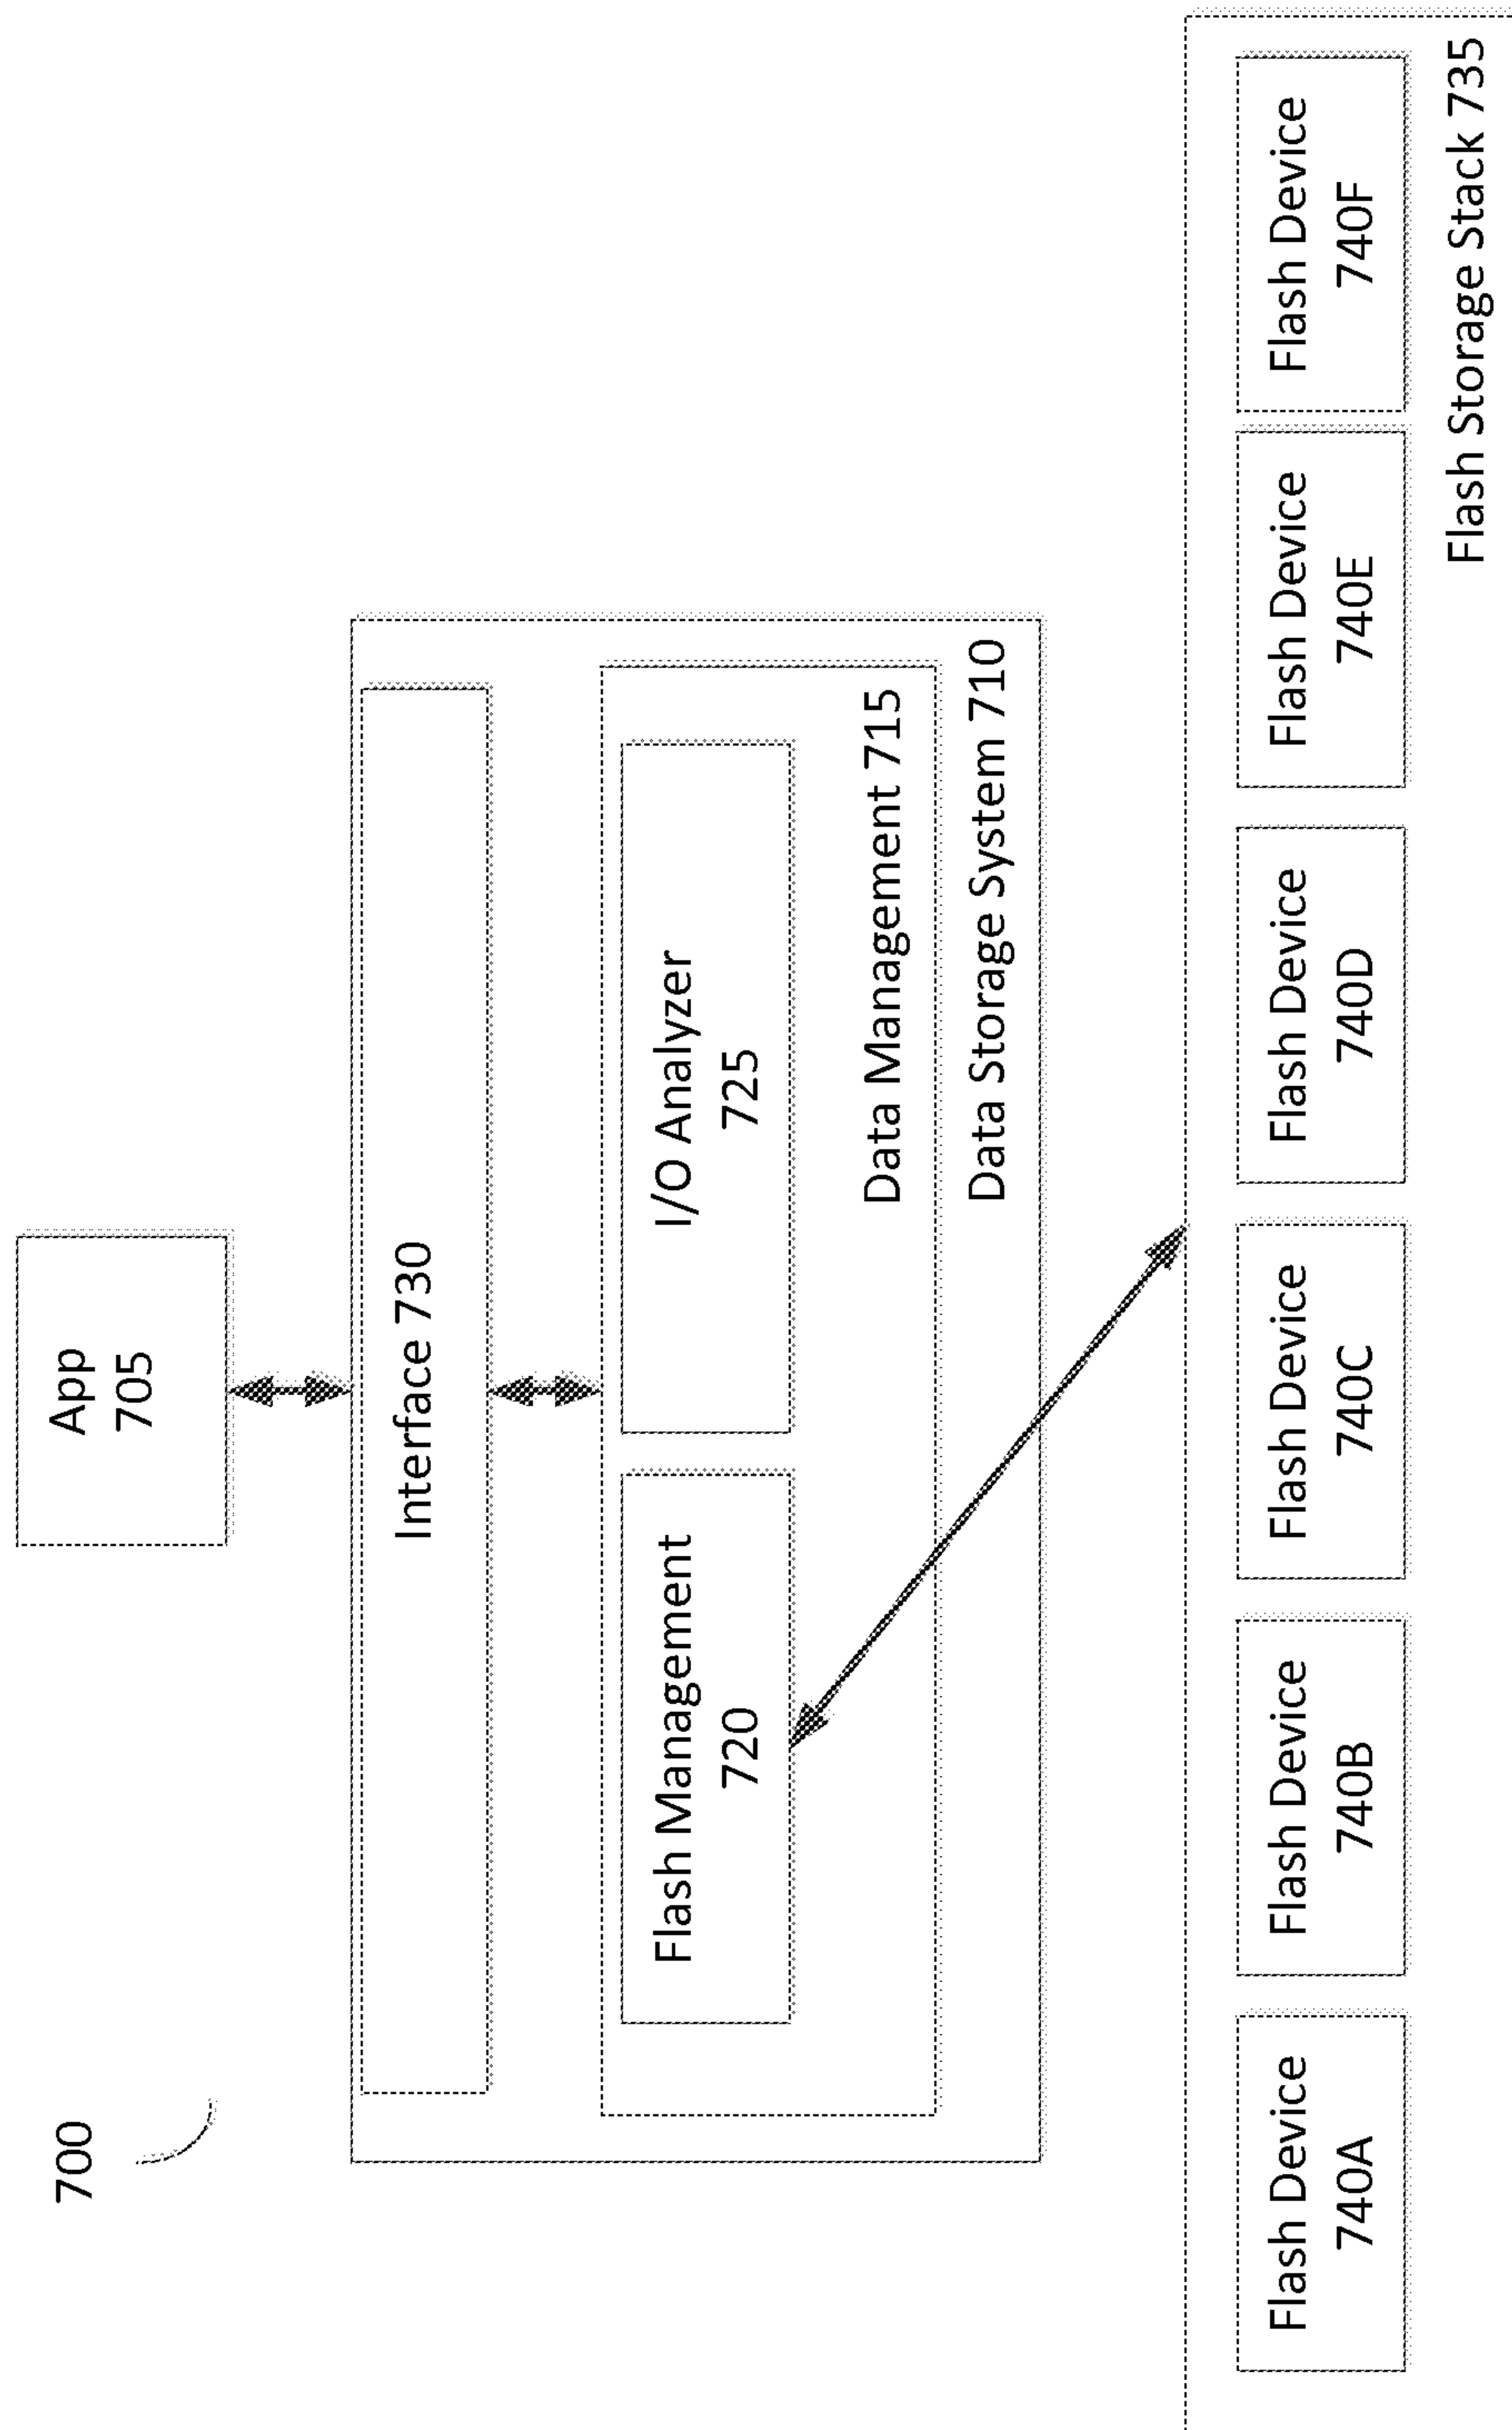 700
App
705
Interface 730
Flash Management
720
I/O Analyzer
725
Data Management 715
Data Storage System 710
Flash Device
740A
Flash Device
740B
Flash Device
740C
Flash Device
740D
Flash Device
740E
Flash Device
740F
Flash Storage Stack 735